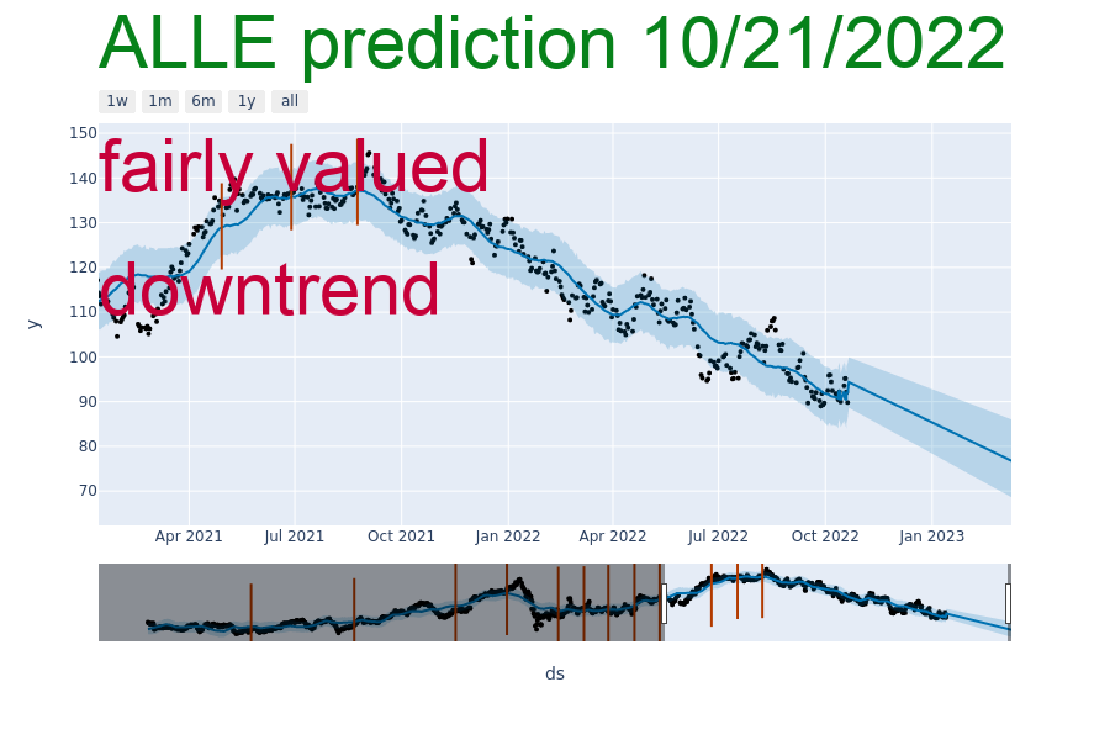 ALLE prediction 10/21/2022
1w 1m 6m 1y all
150
fairly valued
140
130
120
downtrend
110
y
100
90
80
70
Apr 2021 Jul 2021 Oct 2021 Jan 2022 Apr 2022 Jul 2022 Oct 2022 Jan 2023
ds